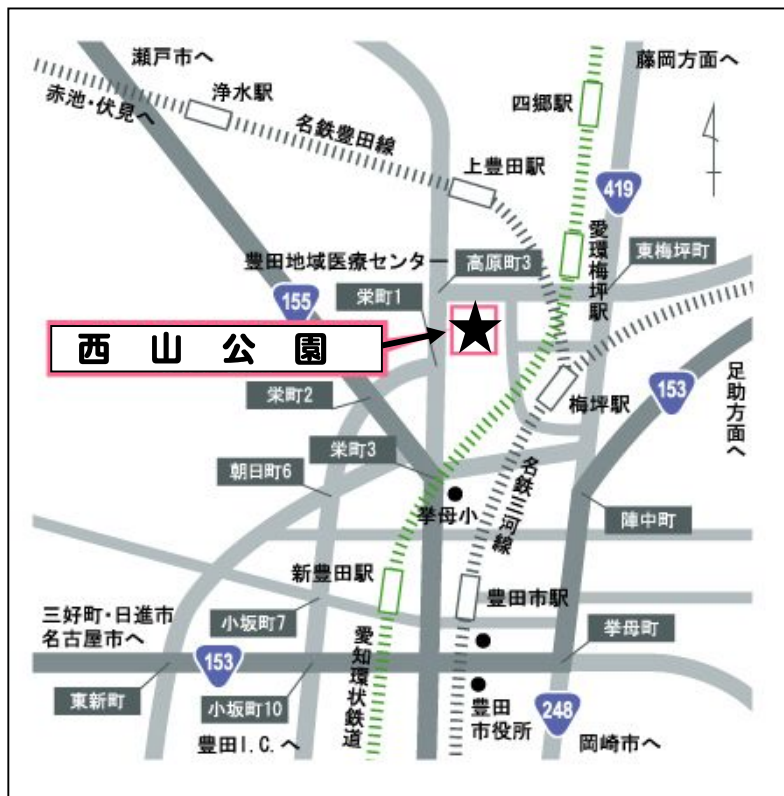 瀬戸市へ
藤岡方面へ
浄水駅
四郷駅
赤池・伏見へ
名鉄豊田線
上豊田駅
419
愛環梅坪駅
東梅坪町
豊田地域医療センター
高原町3
155
栄町1
西山公園
栄町2
梅坪駅
153
足助方面へ
栄町3
朝日町6
名鉄三河線
挙母小
陣中町
新豊田駅
豊田市駅
三好町・日進市
名古屋市へ
小坂町7
挙母町
愛知環状鉄道
153
東新町
小坂町10
豊田
市役所
248
豊田I.C.へ
岡崎市へ